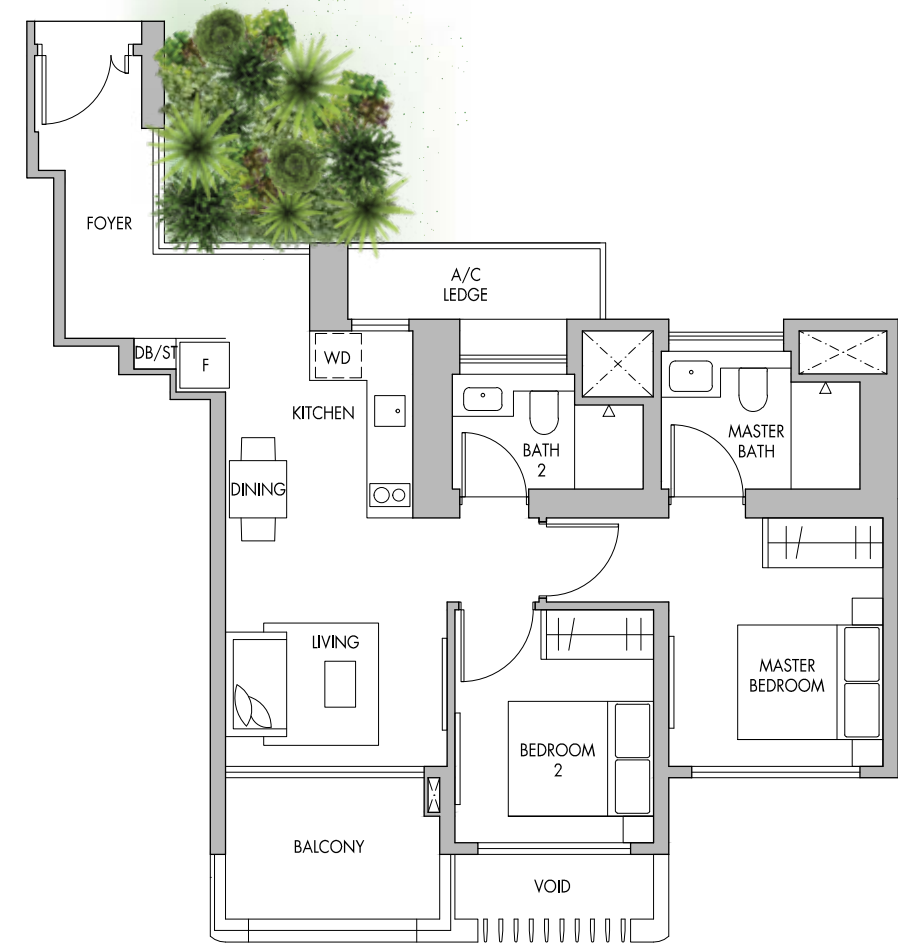 FOYER
A/C
LEDGE
DB/ST
F
WD
KITCHEN
MASTER
BATH
BATH
2
DINING
LIVING
MASTER
BEDROOM
BEDROOM
2
BALCONY
VOID